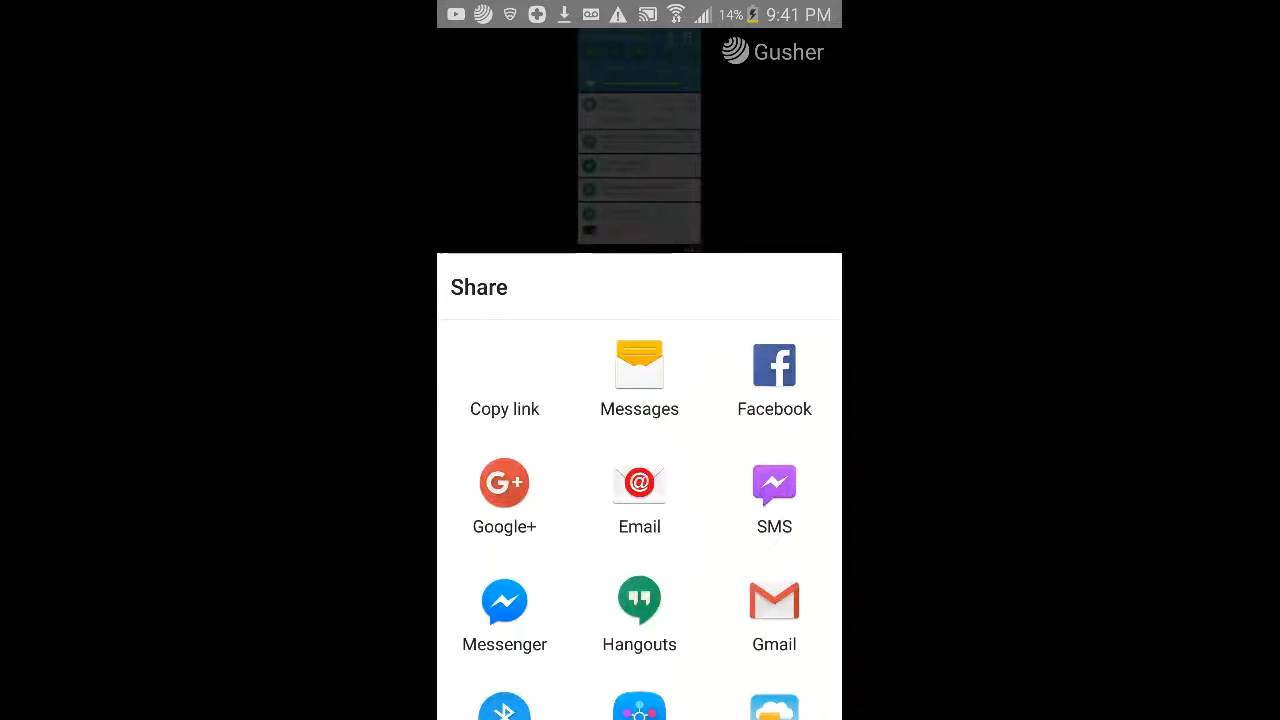 14% 9:41 PM
Gusher
Share
Copy link Messages Facebook
Google+ Email SMS
Messenger Hangouts Gmail